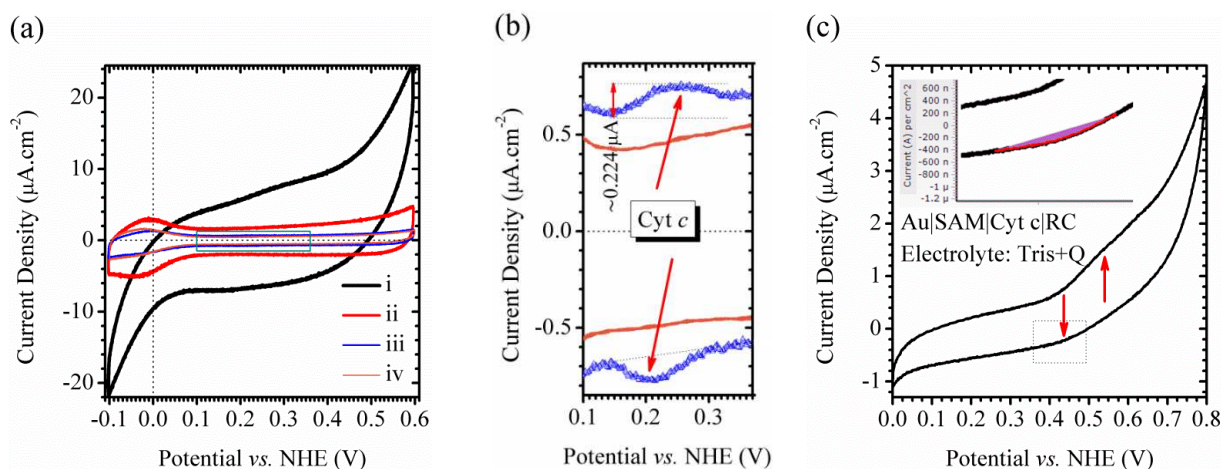 (a)
Current Density (μA.cm⁻²)
20
10
0
-10
-20
i
ii
iii
iv
-0.1 0.0 0.1 0.2 0.3 0.4 0.5 0.6
Potential vs. NHE (V)
(b)
Current Density (μA.cm⁻²)
0.5
0.0
-0.5
~0.224 μA
Cyt c
0.1 0.2 0.3
Potential vs. NHE (V)
(c)
Current Density (μA.cm⁻²)
5
4
3
2
1
0
-1
Current (A) per cm^2
600 n
400 n
200 n
0
-200 n
-400 n
-600 n
-800 n
-1 μ
-1.2 μ
Au|SAM|Cyt c|RC
Electrolyte: Tris+Q
0.0 0.1 0.2 0.3 0.4 0.5 0.6 0.7 0.8
Potential vs. NHE (V)